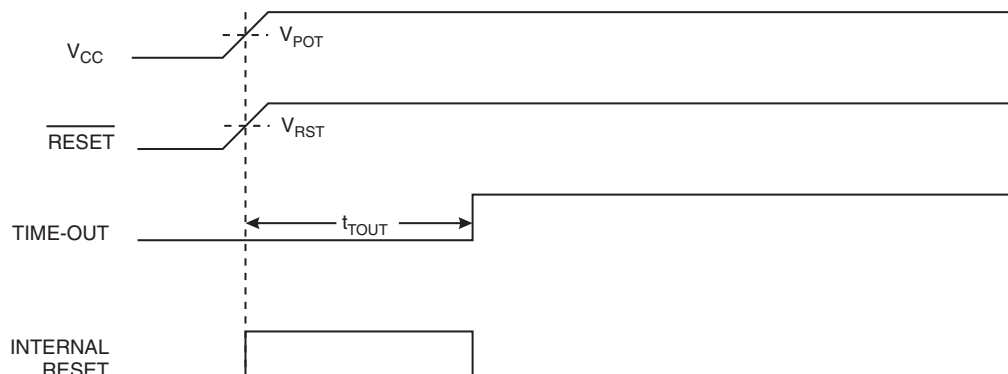 V_CC
V_POT
RESET
V_RST
TIME-OUT
t_TOUT
INTERNAL
RESET